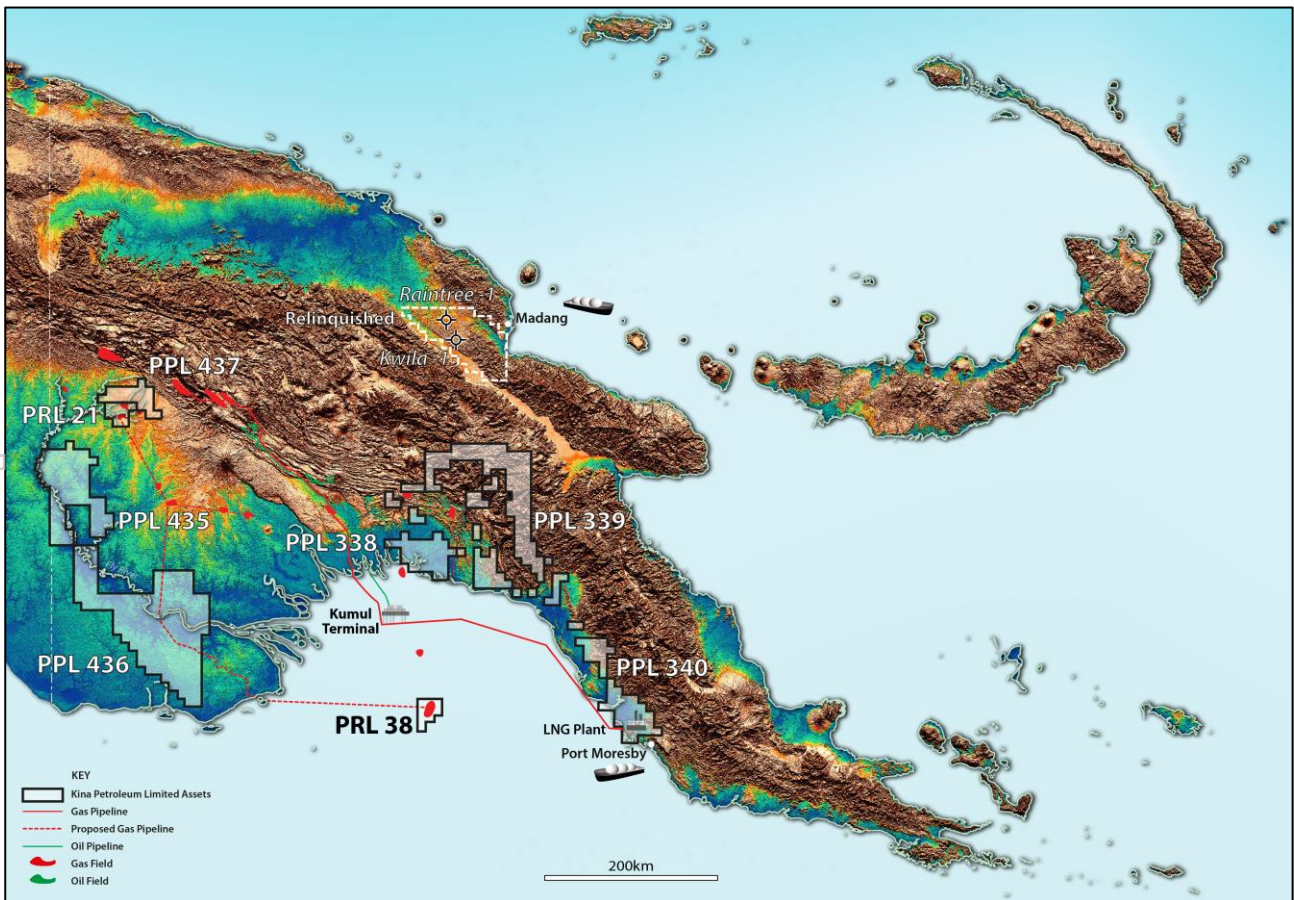 Raintree -1
Relinquished
Madang
Kwila -1
PPL 437
PRL 21
PPL 435
PPL 338
PPL 339
Fly River
Kumul
Terminal
PPL 436
PPL 340
PRL 38
LNG Plant
Port Moresby
KEY
Kina Petroleum Limited Assets
Gas Pipeline
Proposed Gas Pipeline
Oil Pipeline
Gas Field
Oil Field
200km